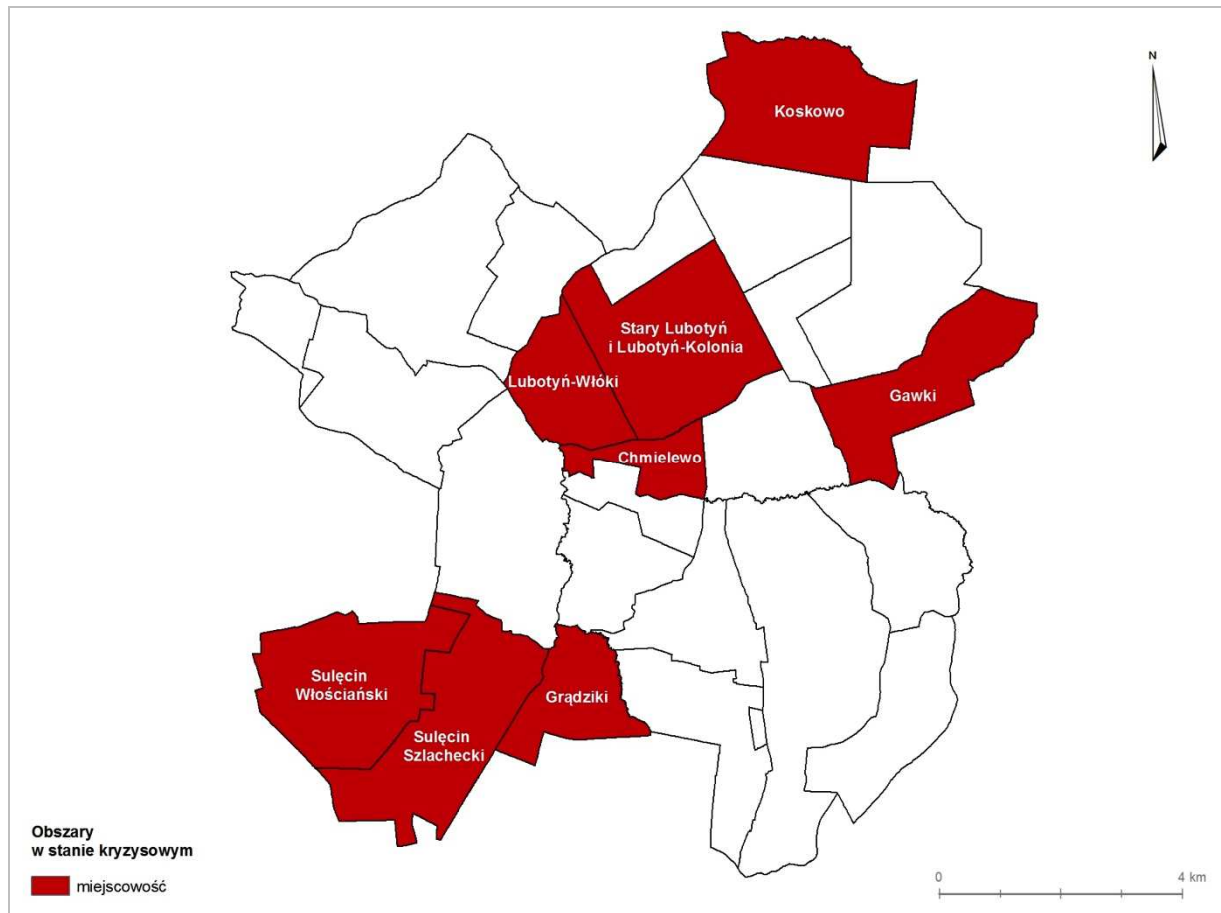 N
Koskowo
Stary Lubotyń
i Lubotyń-Kolonia
Lubotyń-Włóki
Gawki
Chmielewo
Sulęcin
Włościański
Grądziki
Sulęcin
Szlachecki
Obszary
w stanie kryzysowym
miejscowość
0
4 km